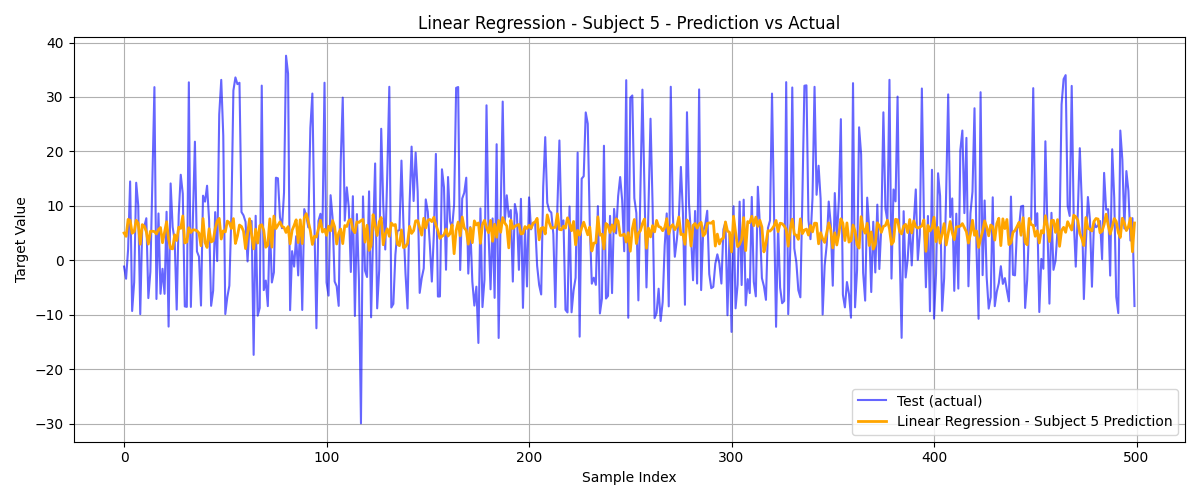 Linear Regression - Subject 5 - Prediction vs Actual
Target Value
40
30
20
10
0
−10
−20
−30
0
100
200
300
400
500
Sample Index
Test (actual)
Linear Regression - Subject 5 Prediction